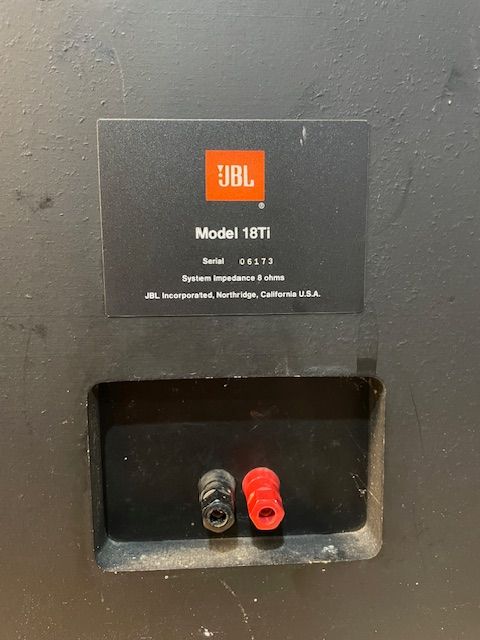 JBL
®
Model 18Ti
Serial 06173
System Impedance 8 ohms
JBL Incorporated, Northridge, California U.S.A.